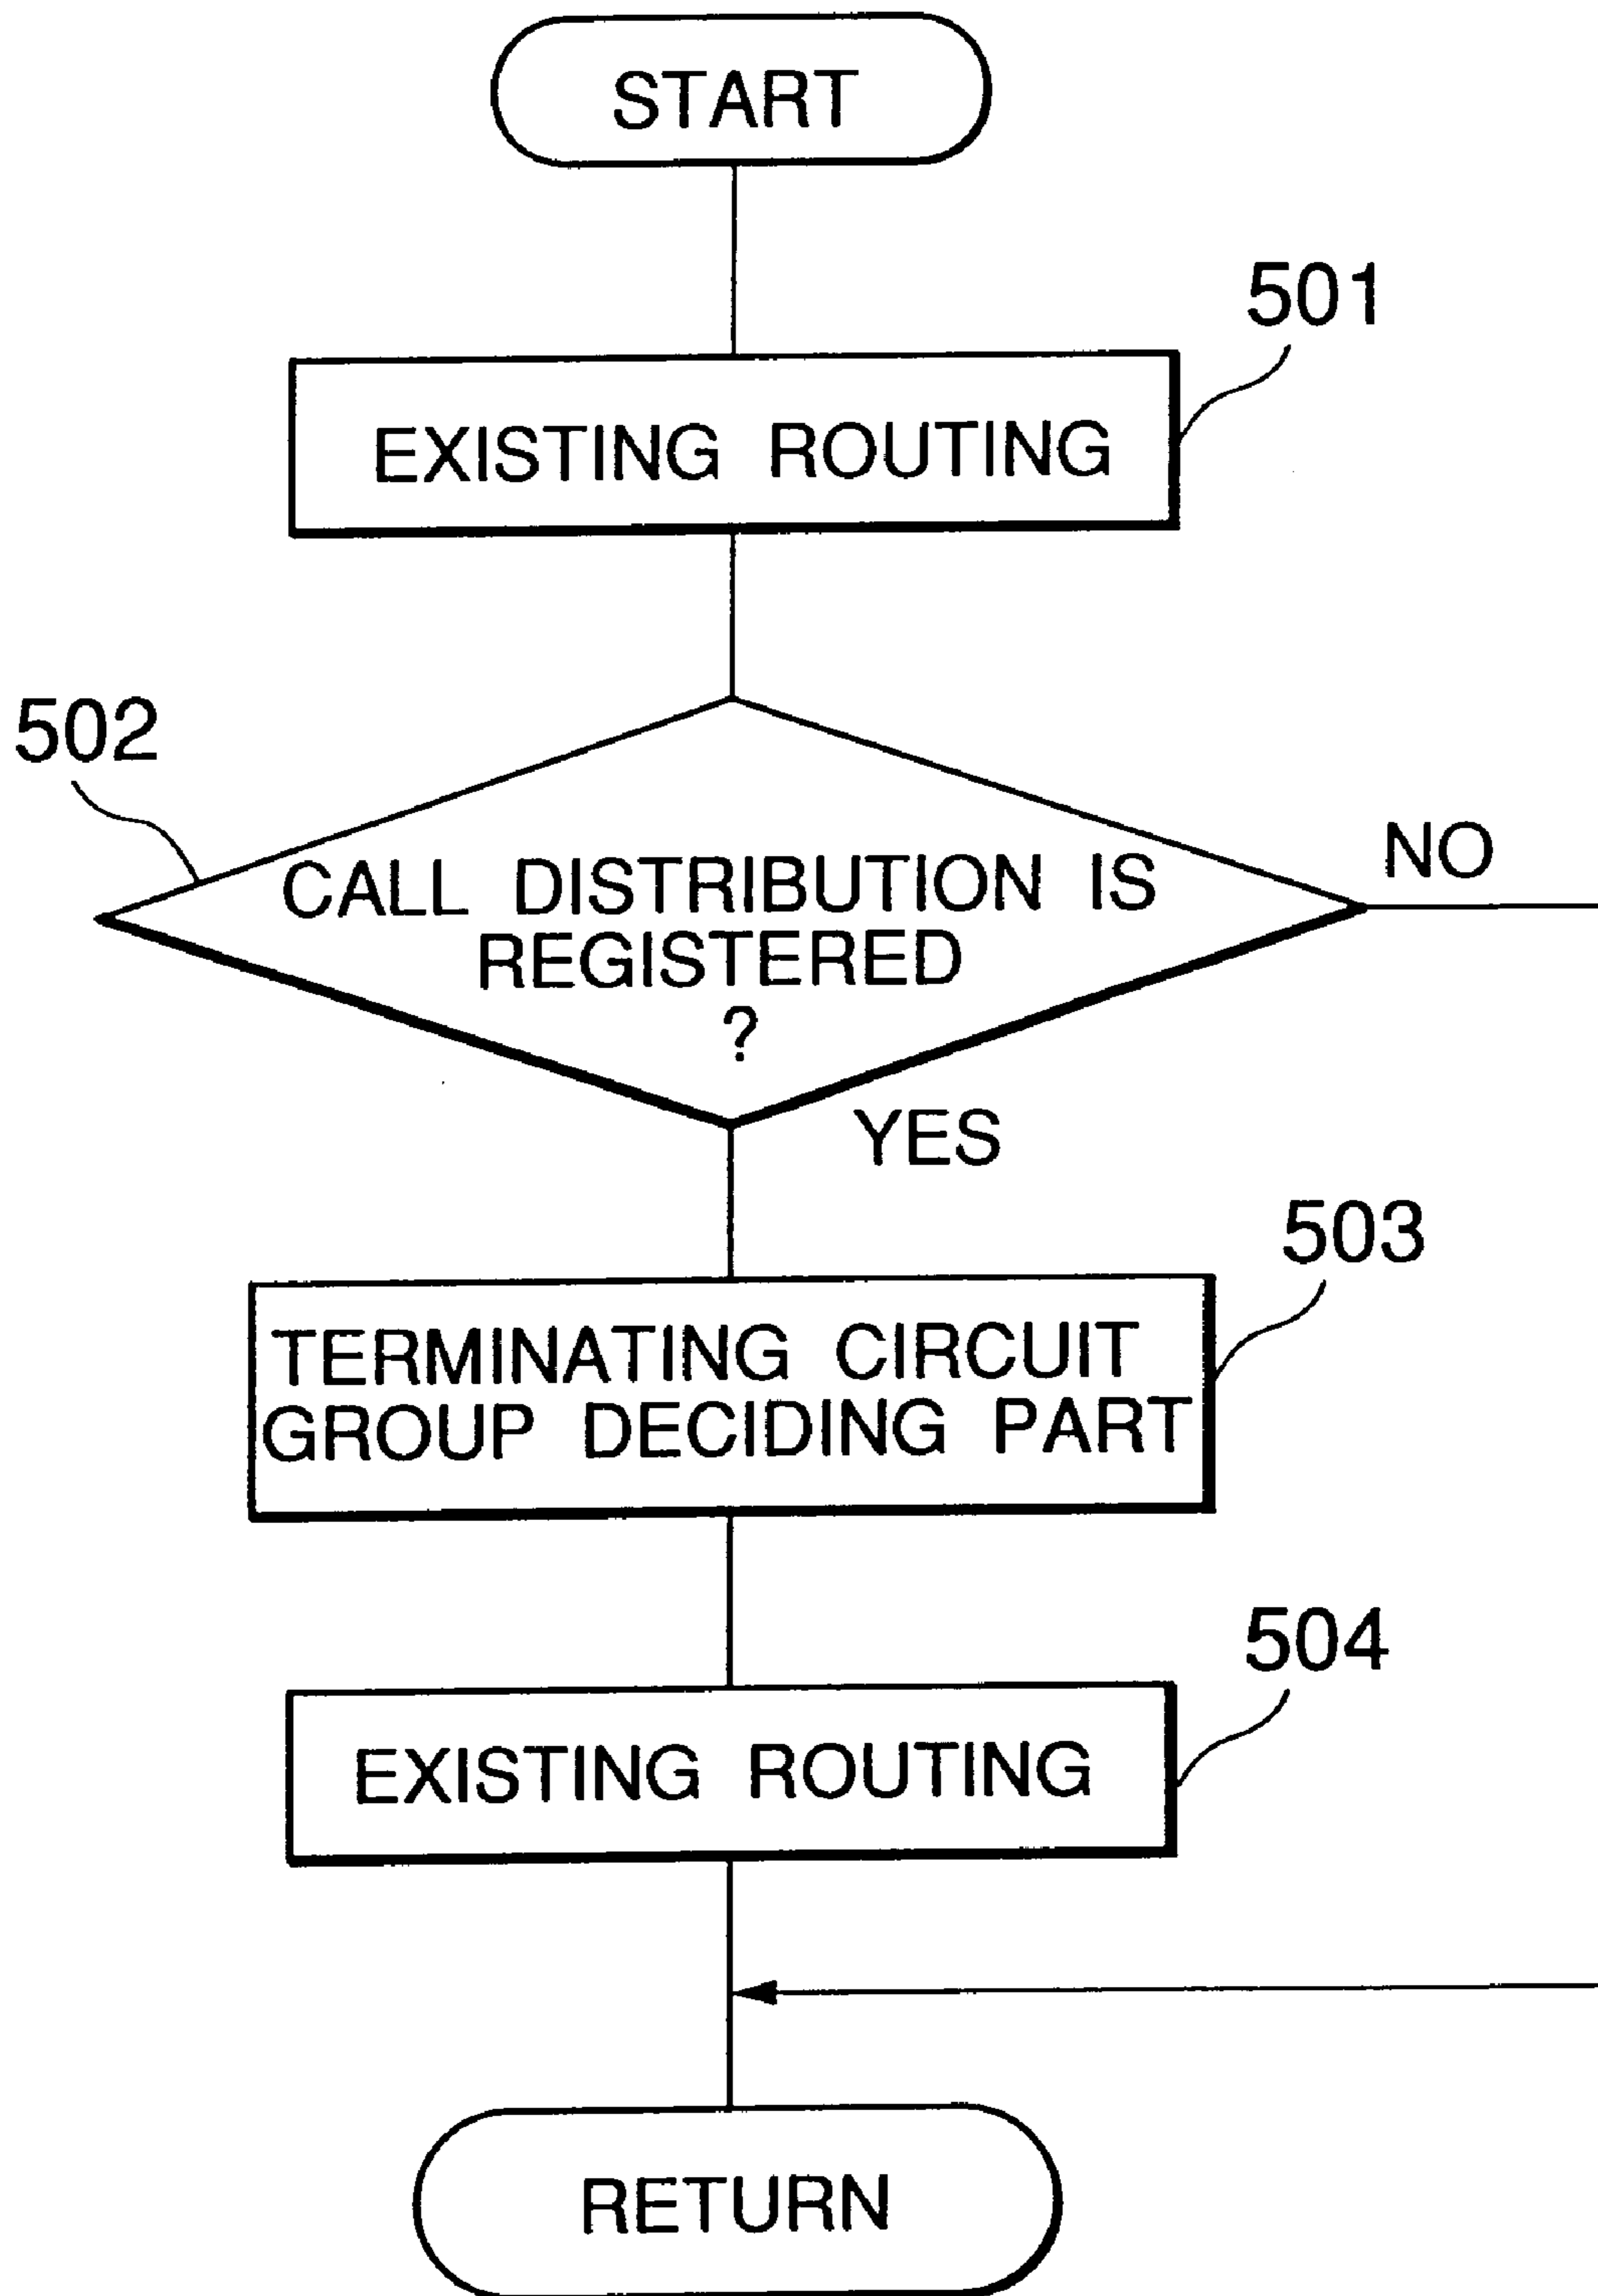 START
501
EXISTING ROUTING
502
CALL DISTRIBUTION IS
REGISTERED
?
NO
YES
503
TERMINATING CIRCUIT
GROUP DECIDING PART
504
EXISTING ROUTING
RETURN